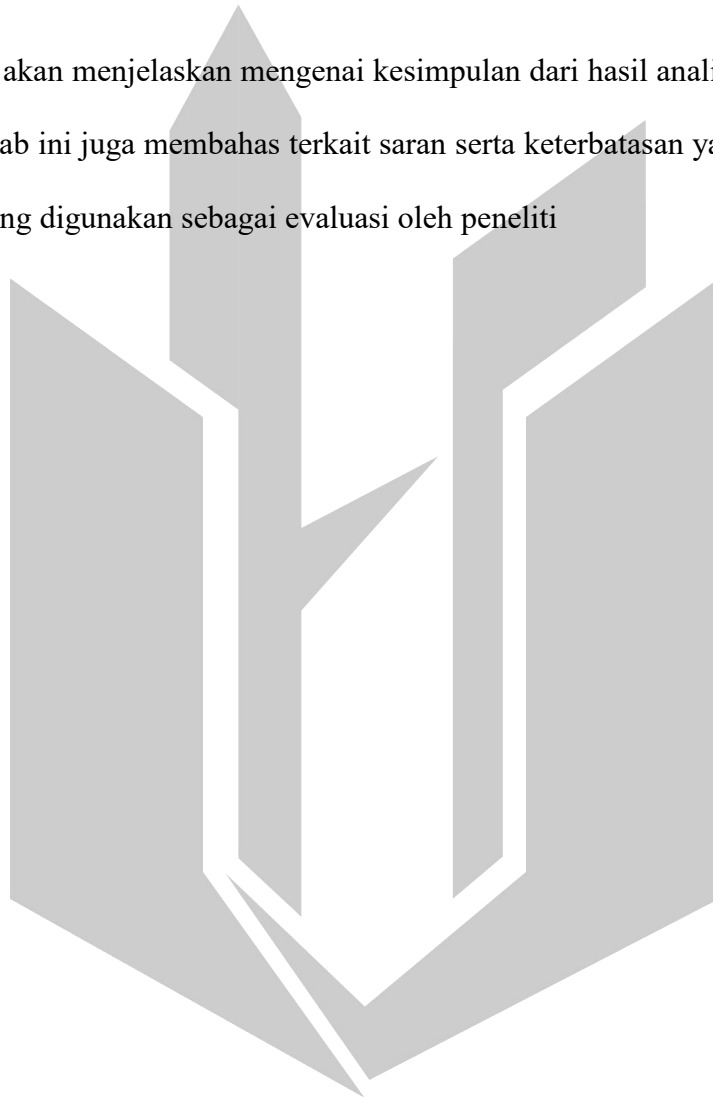 akan menjelaskan mengenai kesimpulan dari hasil anali
ab ini juga membahas terkait saran serta keterbatasan ya
ng digunakan sebagai evaluasi oleh peneliti